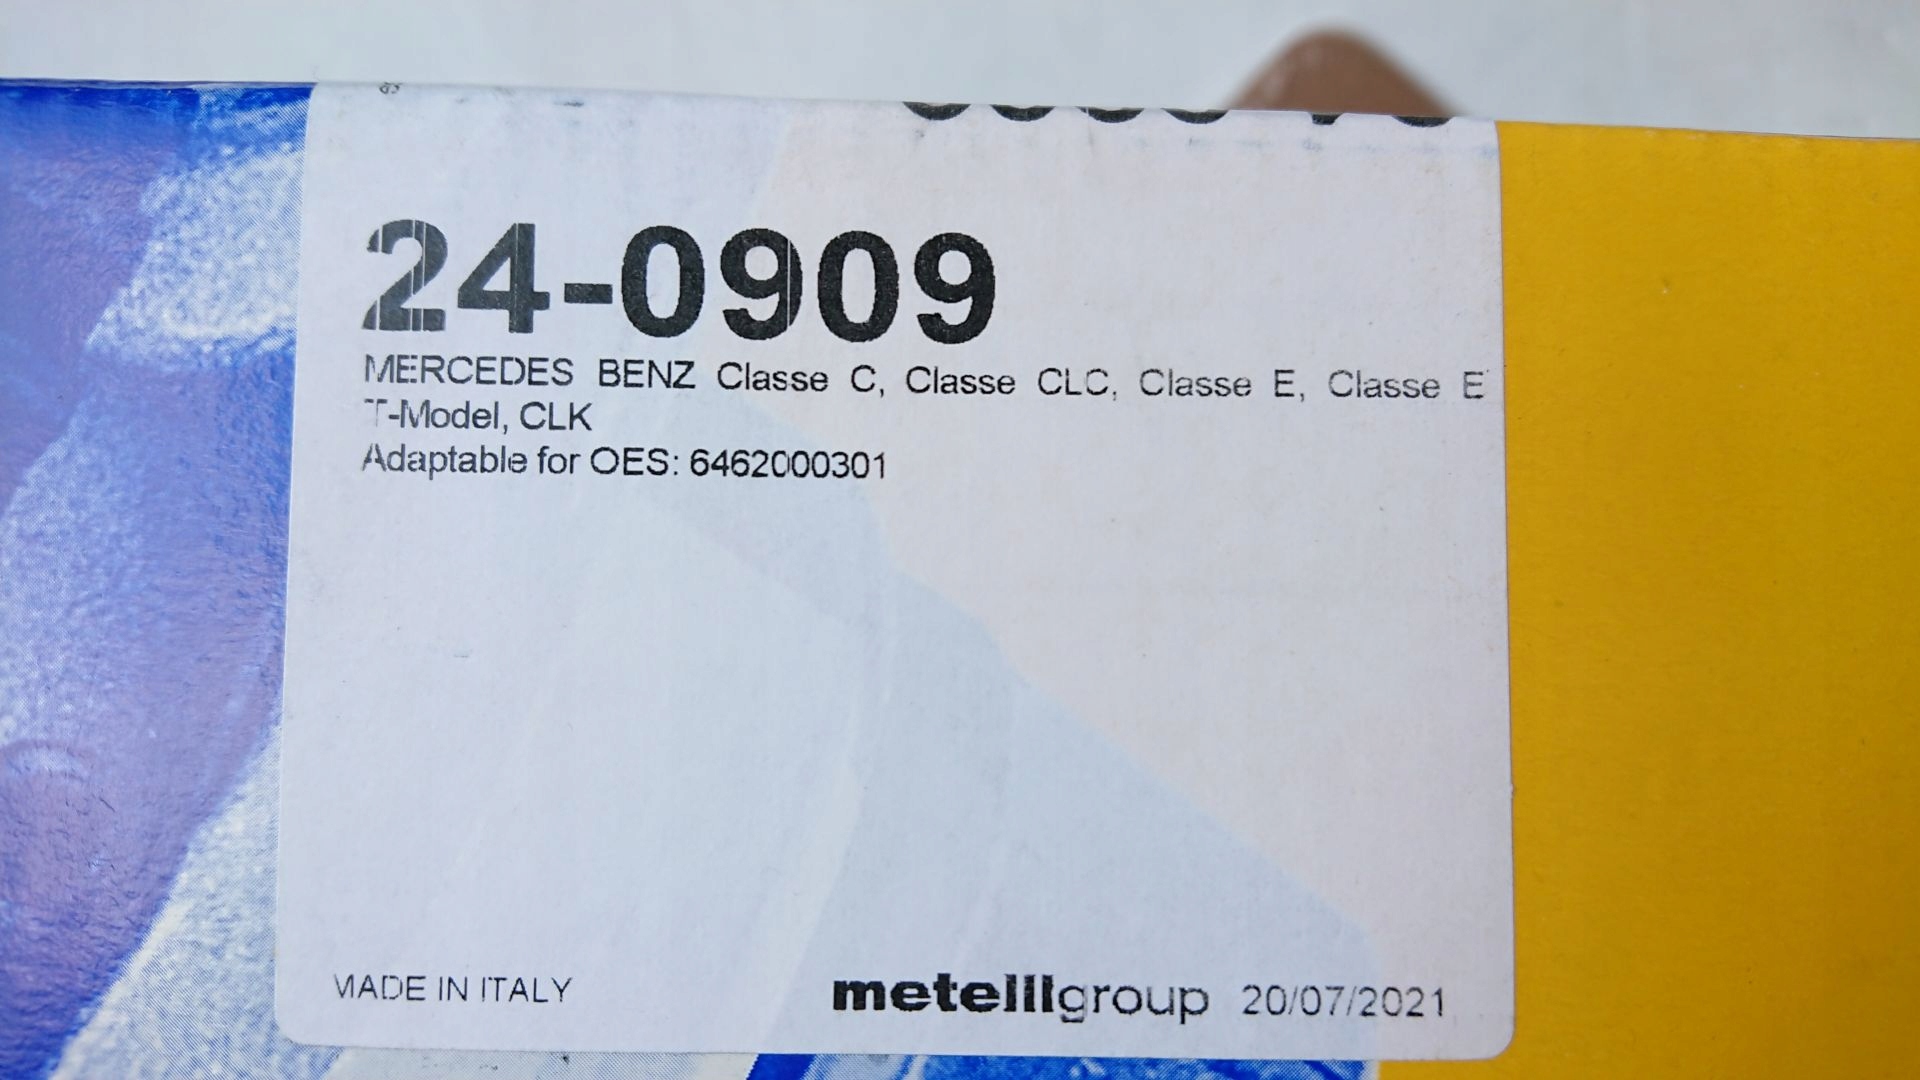 24-0909
MERCEDES BENZ Classe C, Classe CLC, Classe E, Classe E
T-Model, CLK
Adaptable for OES: 6462000301
MADE IN ITALY
metelligroup 20/07/2021